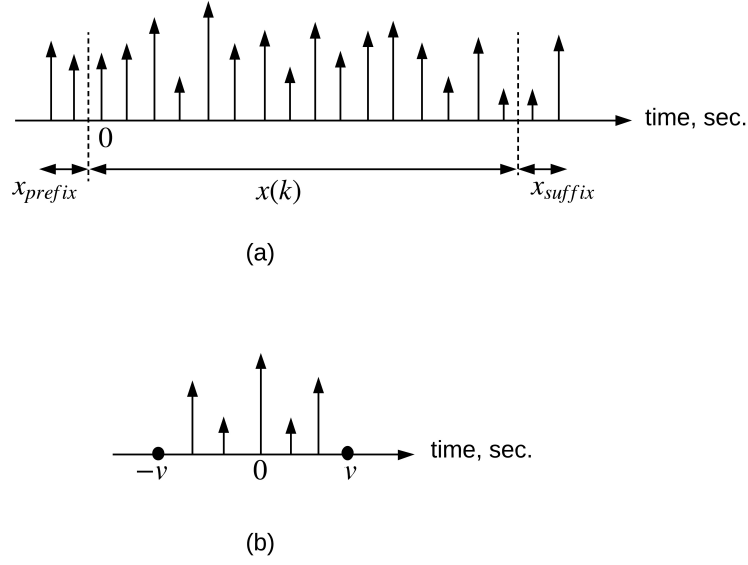 time, sec.
0
x_prefix x(k) x_suffix
(a)
time, sec.
−v 0 v
(b)